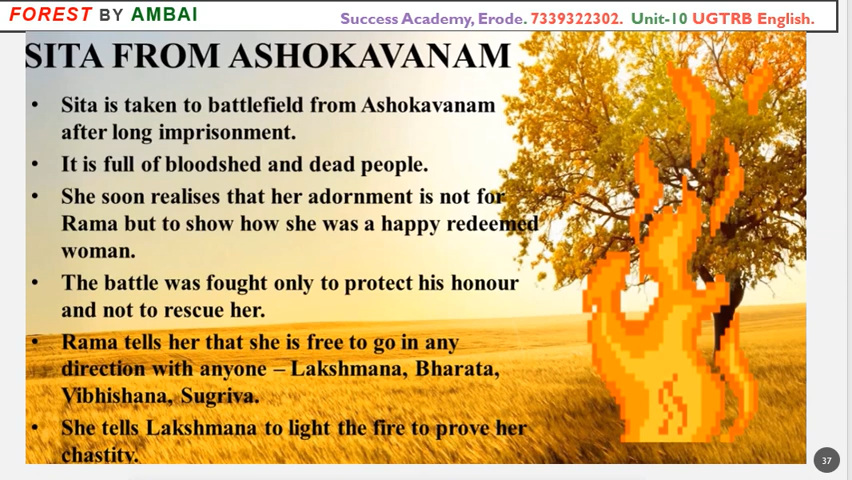 FOREST BY AMBAI
Success Academy, Erode. 7339322302. Unit-10 UGTRB English.
SITA FROM ASHOKAVANAM
• Sita is taken to battlefield from Ashokavanam
after long imprisonment.
• It is full of bloodshed and dead people.
• She soon realises that her adornment is not for
Rama but to show how she was a happy redeemed
woman.
• The battle was fought only to protect his honour
and not to rescue her.
• Rama tells her that she is free to go in any
direction with anyone – Lakshmana, Bharata,
Vibhishana, Sugriva.
• She tells Lakshmana to light the fire to prove her
chastity.
37